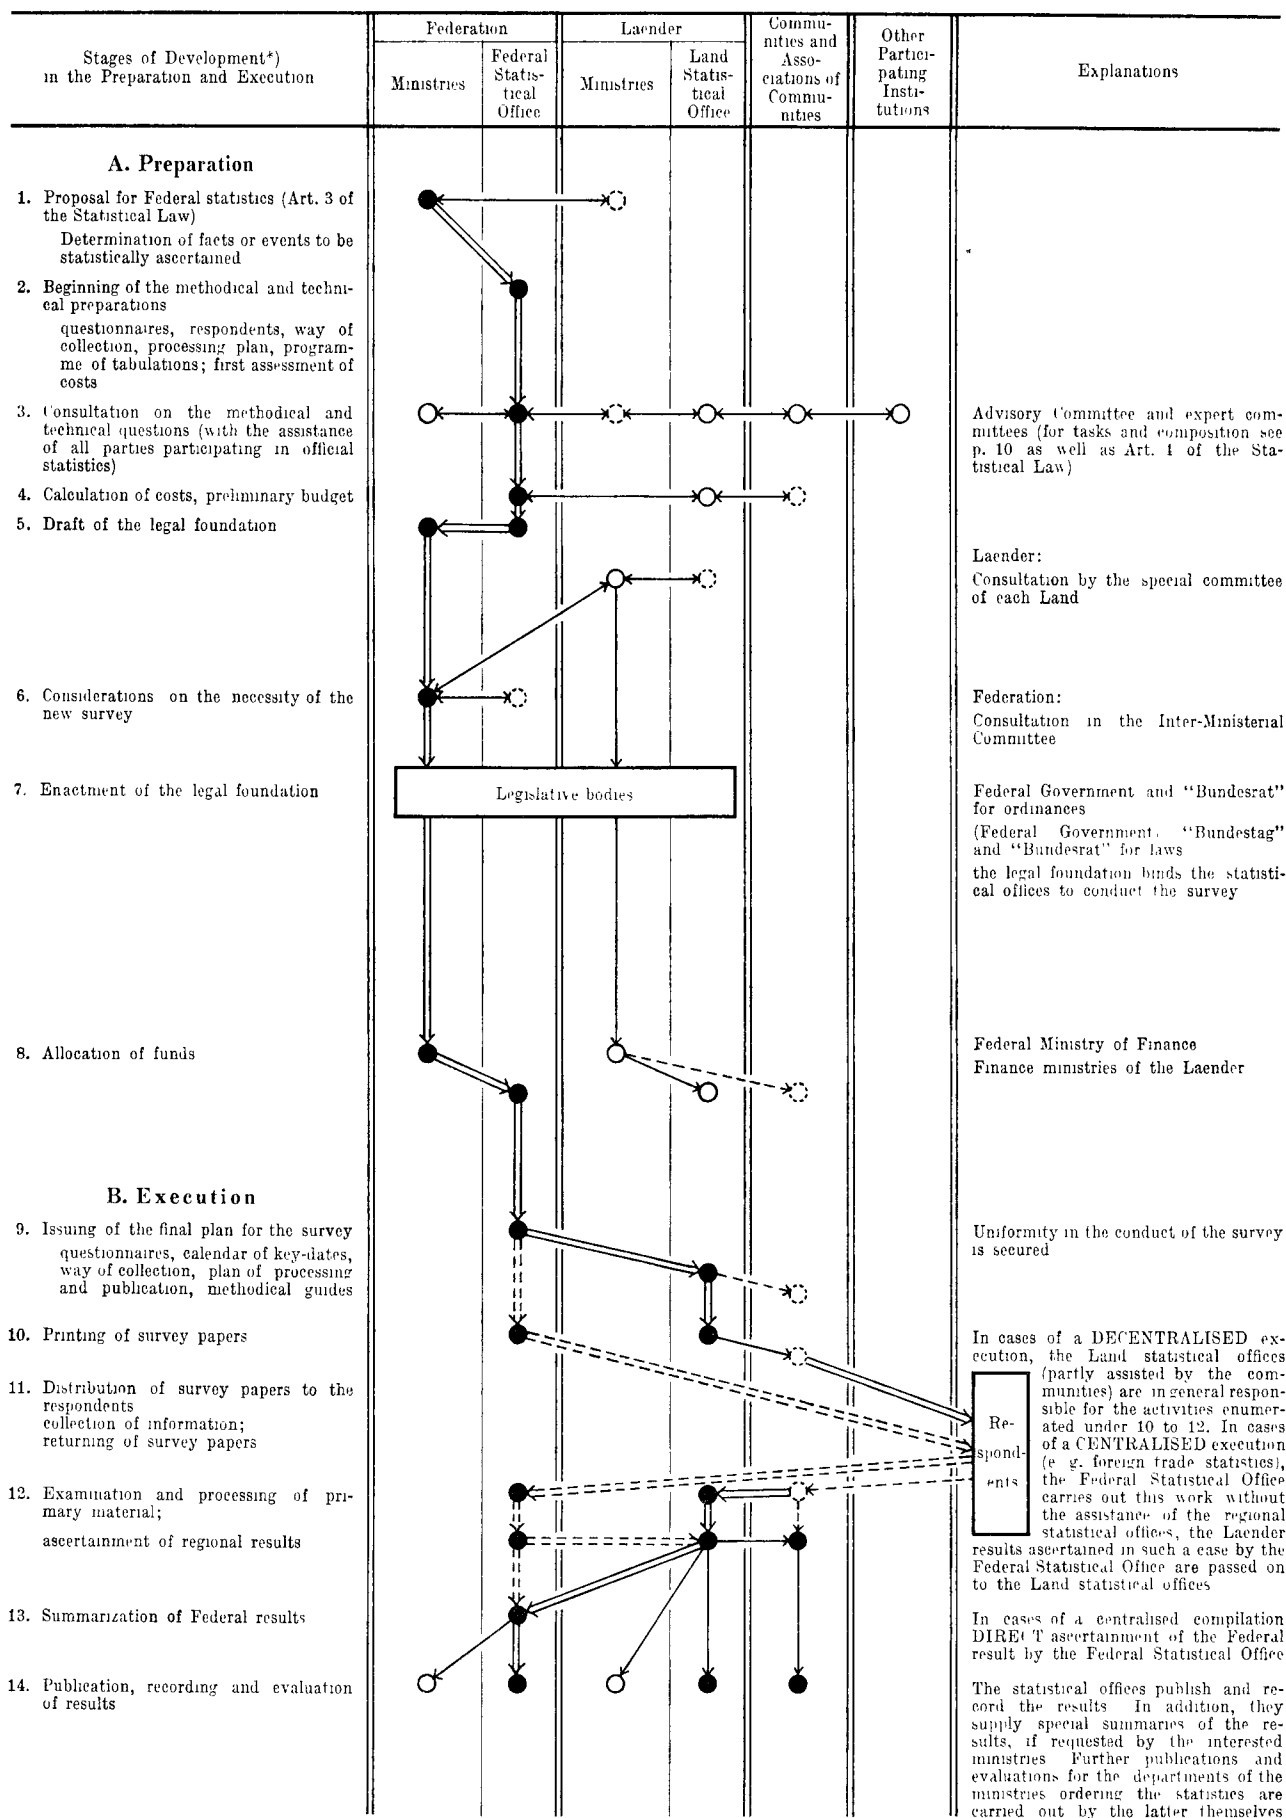 Stages of Development*)
in the Preparation and Execution
Federation
Ministries
Federal
Statis-
tical
Office
Laender
Ministries
Land
Statis-
tical
Office
Commu-
nities and
Asso-
ciations of
Commu-
nities
Other
Partici-
pating
Insti-
tutions
Explanations
A. Preparation
1. Proposal for Federal statistics (Art. 3 of
the Statistical Law)
Determination of facts or events to be
statistically ascertained
2. Beginning of the methodical and techni-
cal preparations
questionnaires, respondents, way of
collection, processing plan, program-
me of tabulations; first assessment of
costs
3. Consultation on the methodical and
technical questions (with the assistance
of all parties participating in official
statistics)
Advisory Committee and expert com-
mittees (for tasks and composition see
p. 10 as well as Art. 4 of the Sta-
tistical Law)
4. Calculation of costs, preliminary budget
5. Draft of the legal foundation
Laender:
Consultation by the special committee
of each Land
6. Considerations on the necessity of the
new survey
Federation:
Consultation in the Inter-Ministerial
Committee
7. Enactment of the legal foundation
Legislative bodies
Federal Government and "Bundesrat"
for ordinances
(Federal Government, "Bundestag"
and "Bundesrat" for laws
the legal foundation binds the statisti-
cal offices to conduct the survey
8. Allocation of funds
Federal Ministry of Finance
Finance ministries of the Laender
B. Execution
9. Issuing of the final plan for the survey
questionnaires, calendar of key-dates,
way of collection, plan of processing
and publication, methodical guides
Uniformity in the conduct of the survey
is secured
10. Printing of survey papers
11. Distribution of survey papers to the
respondents
collection of information;
returning of survey papers
Re-
spond-
ents
In cases of a DECENTRALISED ex-
ecution, the Land statistical offices
(partly assisted by the com-
munities) are in general respon-
sible for the activities enumer-
ated under 10 to 12. In cases
of a CENTRALISED execution
(e g. foreign trade statistics),
the Federal Statistical Office
carries out this work without
the assistance of the regional
statistical offices, the Laender
results ascertained in such a case by the
Federal Statistical Office are passed on
to the Land statistical offices
12. Examination and processing of pri-
mary material;
ascertainment of regional results
13. Summarization of Federal results
In cases of a centralised compilation
DIRECT ascertainment of the Federal
result by the Federal Statistical Office
14. Publication, recording and evaluation
of results
The statistical offices publish and re-
cord the results In addition, they
supply special summaries of the re-
sults, if requested by the interested
ministries Further publications and
evaluations for the departments of the
ministries ordering the statistics are
carried out by the latter themselves